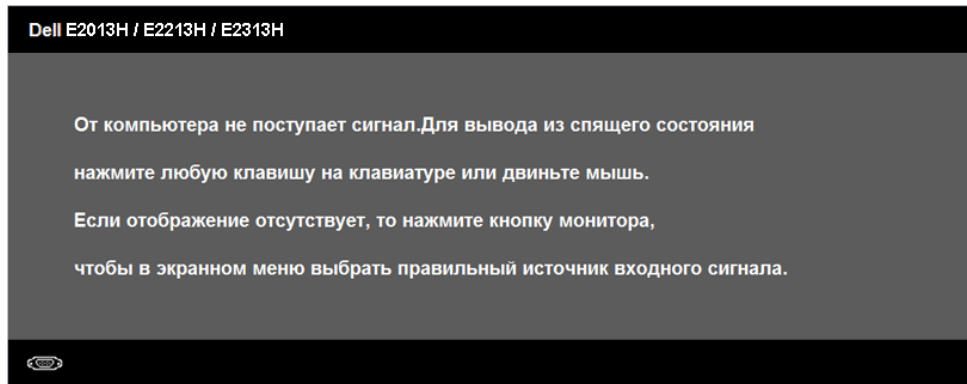 Dell E2013H / E2213H / E2313H
От компьютера не поступает сигнал.Для вывода из спящего состояния
нажмите любую клавишу на клавиатуре или двиньте мышь.
Если отображение отсутствует, то нажмите кнопку монитора,
чтобы в экранном меню выбрать правильный источник входного сигнала.